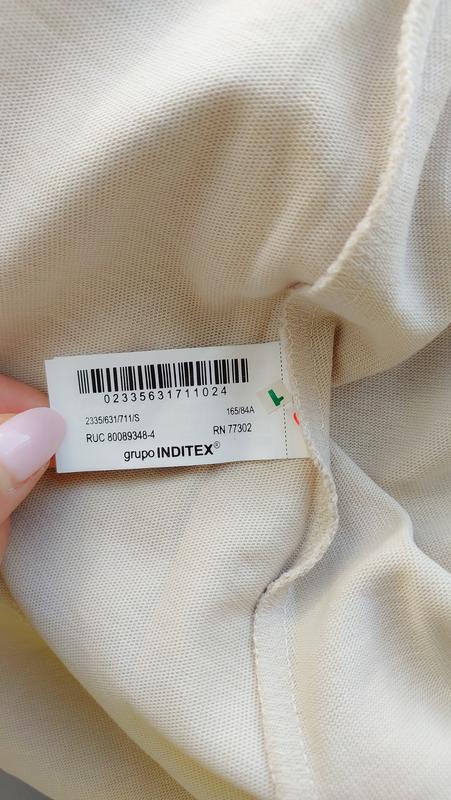 02335631711024
2335/631/711/S 165/84A
RUC 80089348-4 RN 77302
grupo INDITEX®